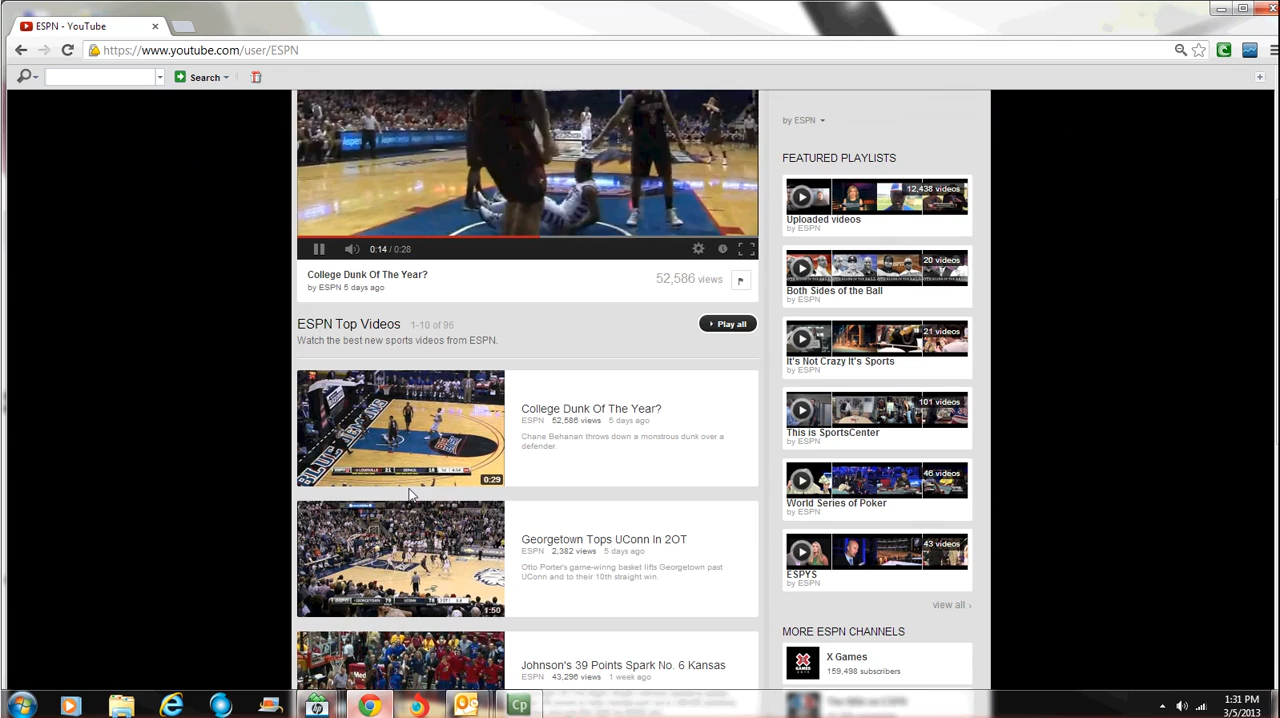 ESPN - YouTube
https://www.youtube.com/user/ESPN
Search
by ESPN
FEATURED PLAYLISTS
12,438 videos
Uploaded videos
by ESPN
20 videos
Both Sides of the Ball
by ESPN
21 videos
It's Not Crazy It's Sports
by ESPN
101 videos
This is SportsCenter
by ESPN
46 videos
World Series of Poker
by ESPN
43 videos
ESPYS
by ESPN
view all ›
MORE ESPN CHANNELS
X Games
159,498 subscribers
Aspen
0:14 / 0:28
College Dunk Of The Year?
52,586 views
by ESPN 5 days ago
ESPN Top Videos 1-10 of 96
Play all
Watch the best new sports videos from ESPN.
BLUE
0:29
College Dunk Of The Year?
ESPN 52,586 views 5 days ago
Chane Behanan throws down a monstrous dunk over a
defender.
1:50
Georgetown Tops UConn In 2OT
ESPN 2,382 views 5 days ago
Otto Porter's game-winng basket lifts Georgetown past
UConn and to their 10th straight win.
Johnson's 39 Points Spark No. 6 Kansas
ESPN 43,296 views 1 week ago
Cp
1:31 PM
3/5/2013